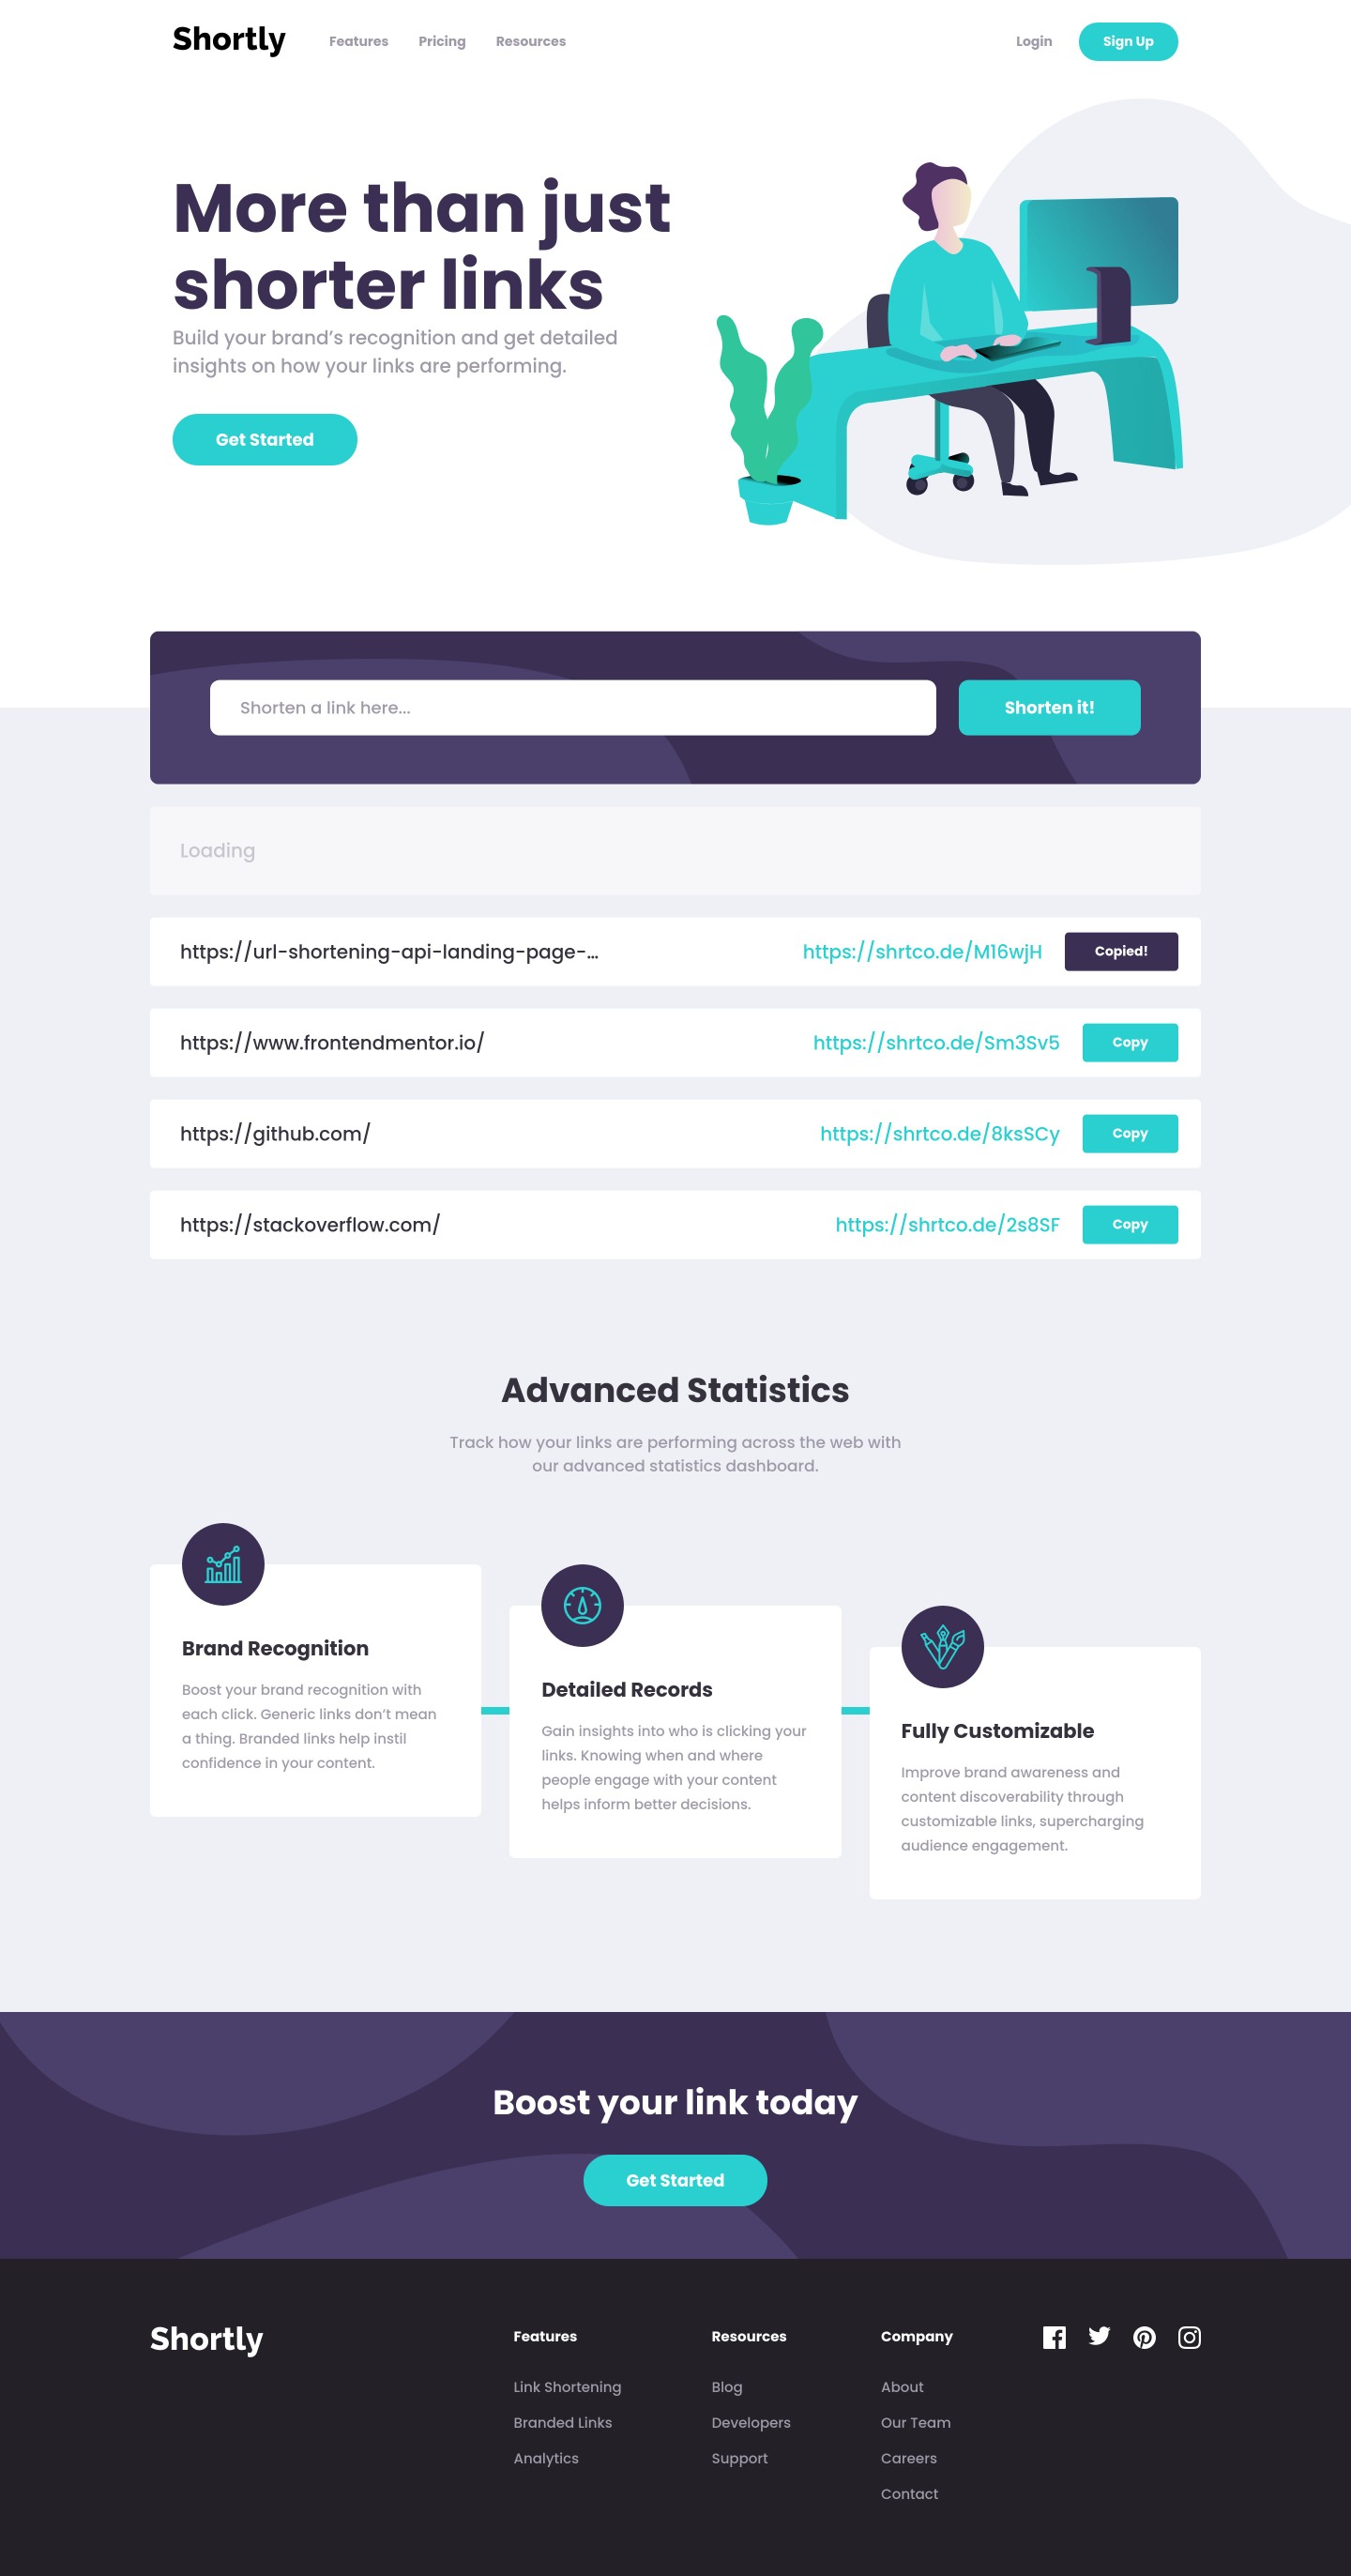 Shortly
Features
Pricing
Resources
Login
Sign Up
More than just
shorter links
Build your brand’s recognition and get detailed
insights on how your links are performing.
Get Started
Shorten a link here...
Shorten it!
Loading
https://url-shortening-api-landing-page-...
https://shrtco.de/M16wjH
Copied!
https://www.frontendmentor.io/
https://shrtco.de/Sm3Sv5
Copy
https://github.com/
https://shrtco.de/8ksSCy
Copy
https://stackoverflow.com/
https://shrtco.de/2s8SF
Copy
Advanced Statistics
Track how your links are performing across the web with
our advanced statistics dashboard.
Brand Recognition
Boost your brand recognition with
each click. Generic links don’t mean
a thing. Branded links help instil
confidence in your content.
Detailed Records
Gain insights into who is clicking your
links. Knowing when and where
people engage with your content
helps inform better decisions.
Fully Customizable
Improve brand awareness and
content discoverability through
customizable links, supercharging
audience engagement.
Boost your link today
Get Started
Shortly
Features
Link Shortening
Branded Links
Analytics
Resources
Blog
Developers
Support
Company
About
Our Team
Careers
Contact